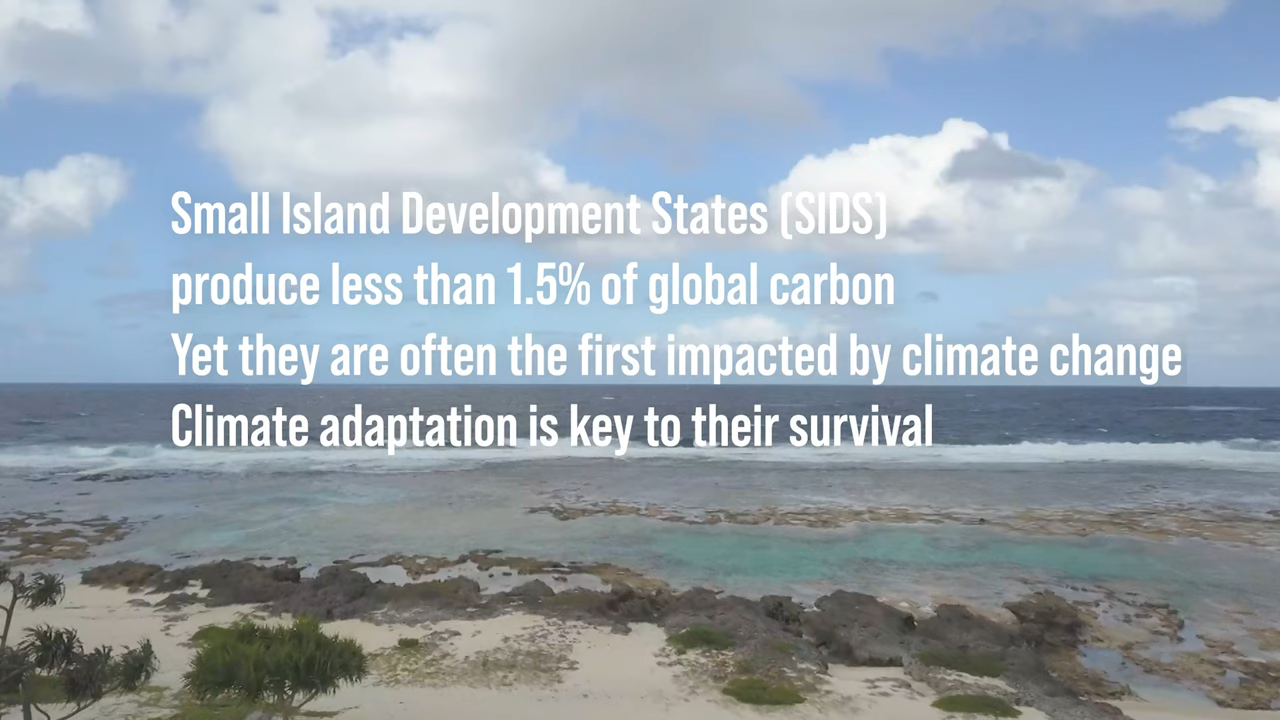 Small Island Development States (SIDS)
produce less than 1.5% of global carbon
Yet they are often the first impacted by climate change
Climate adaptation is key to their survival